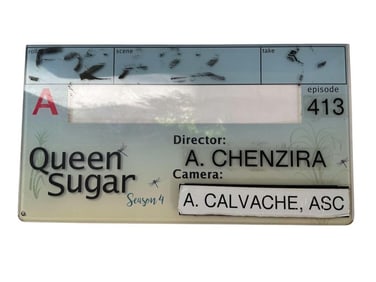 roll scene take
A episode
413
Director:
A. CHENZIRA
Camera:
A. CALVACHE, ASC
Queen
Sugar
Season 4